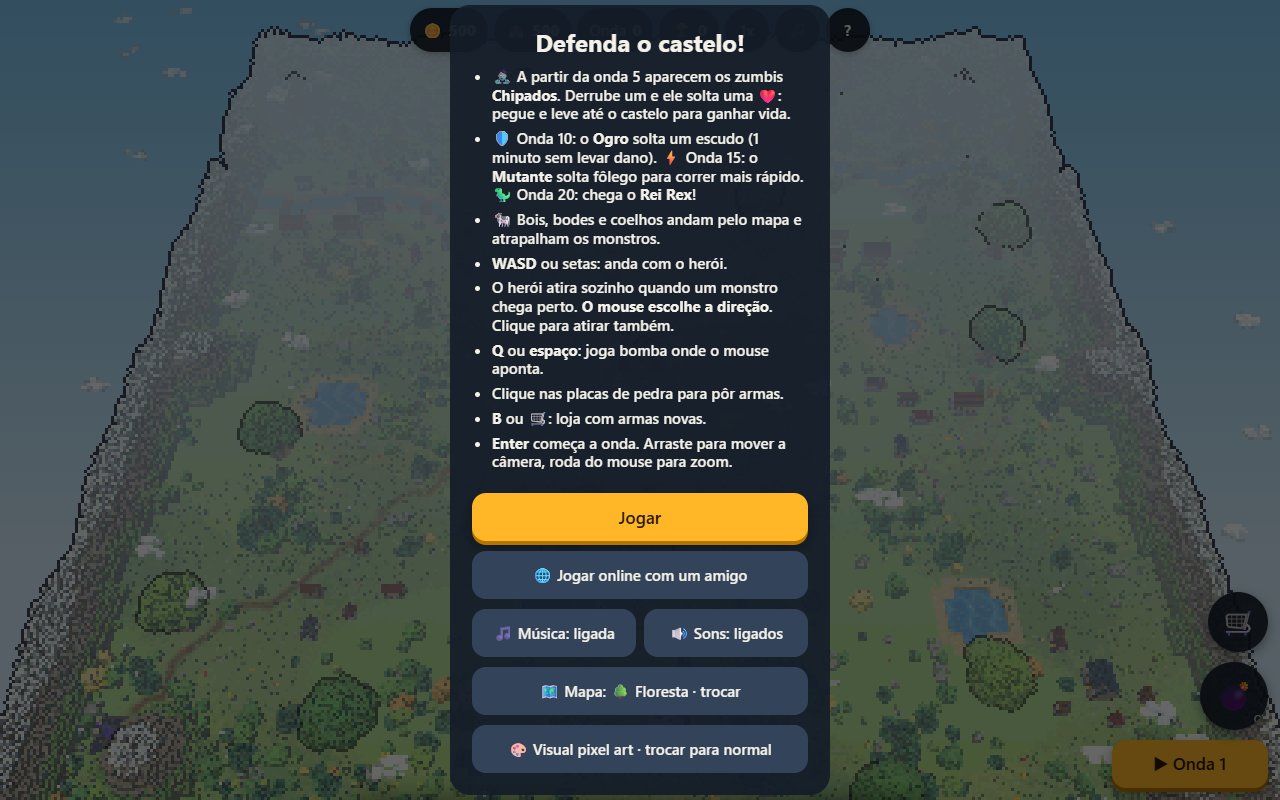 500
?
Defenda o castelo!
A partir da onda 5 aparecem os zumbis
Chipados. Derrube um e ele solta uma ❤️:
pegue e leve até o castelo para ganhar vida.
Onda 10: o Ogro solta um escudo (1
minuto sem levar dano). ⚡ Onda 15: o
Mutante solta fôlego para correr mais rápido.
Onda 20: chega o Rei Rex!
Bois, bodes e coelhos andam pelo mapa e
atrapalham os monstros.
WASD ou setas: anda com o herói.
O herói atira sozinho quando um monstro
chega perto. O mouse escolhe a direção.
Clique para atirar também.
Q ou espaço: joga bomba onde o mouse
aponta.
Clique nas placas de pedra para pôr armas.
B ou 🛒: loja com armas novas.
Enter começa a onda. Arraste para mover a
câmera, roda do mouse para zoom.
Jogar
Jogar online com um amigo
Música: ligada
Sons: ligados
Mapa: 🌳 Floresta · trocar
Visual pixel art · trocar para normal
▶ Onda 1